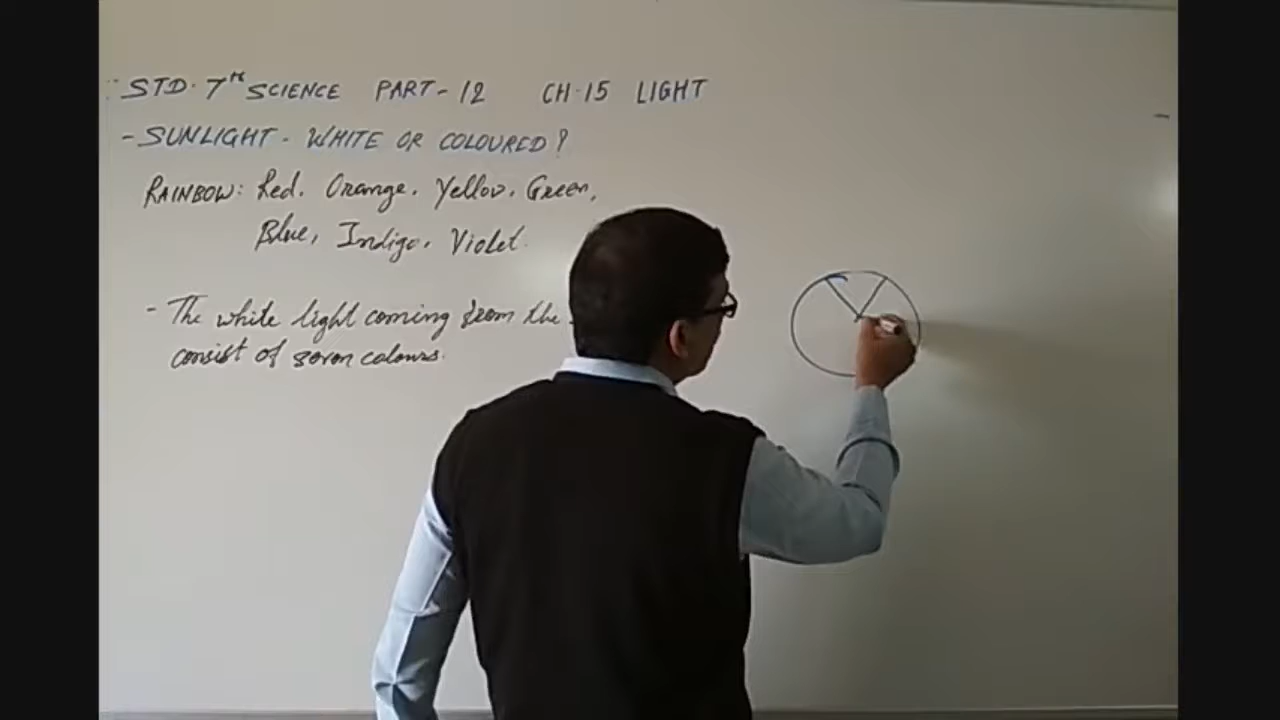 STD. 7TH SCIENCE PART-12 CH.15 LIGHT
- SUNLIGHT - WHITE OR COLOURED?
RAINBOW: Red. Orange. Yellow. Green,
Blue, Indigo, Violet.
- The white light coming from the
consist of seven colours.